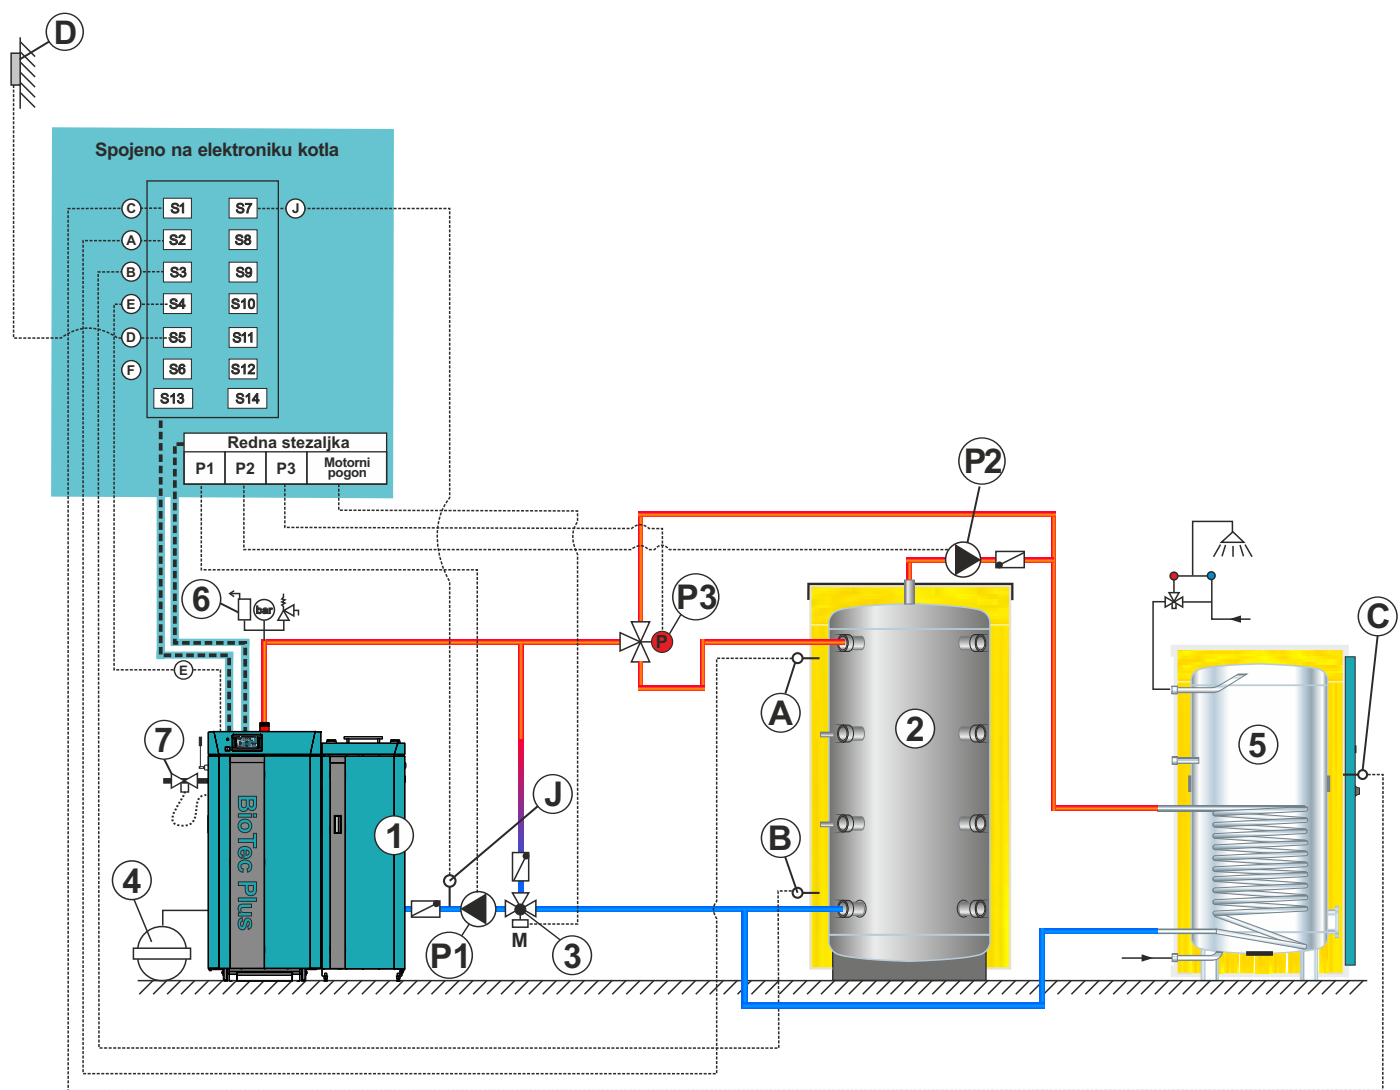 D
Spojeno na elektroniku kotla
C S1 S7 J
A S2 S8
B S3 S9
E S4 S10
D S5 S11
F S6 S12
S13 S14
Redna stezaljka
P1 P2 P3 Motorni pogon
P2
6 bar
P3
P
C
E
A
2
5
7
J
BioTec Plus
1
B
4
P1
M
3